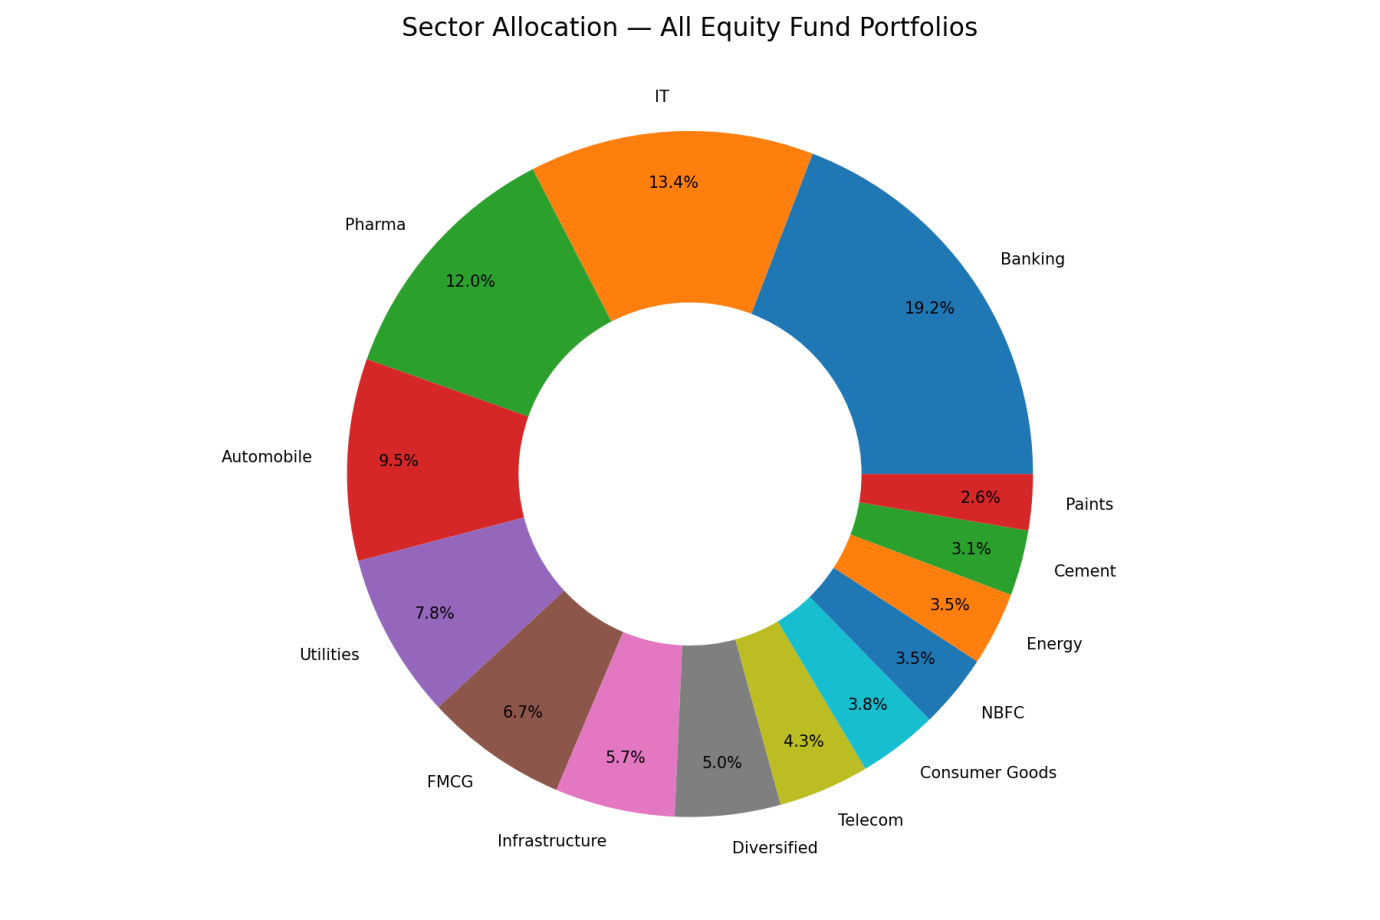 Sector Allocation — All Equity Fund Portfolios
IT
13.4%
Banking
19.2%
Pharma
12.0%
Automobile
9.5%
Utilities
7.8%
FMCG
6.7%
Infrastructure
5.7%
Diversified
5.0%
Telecom
4.3%
Consumer Goods
3.8%
NBFC
3.5%
Energy
3.5%
Cement
3.1%
Paints
2.6%